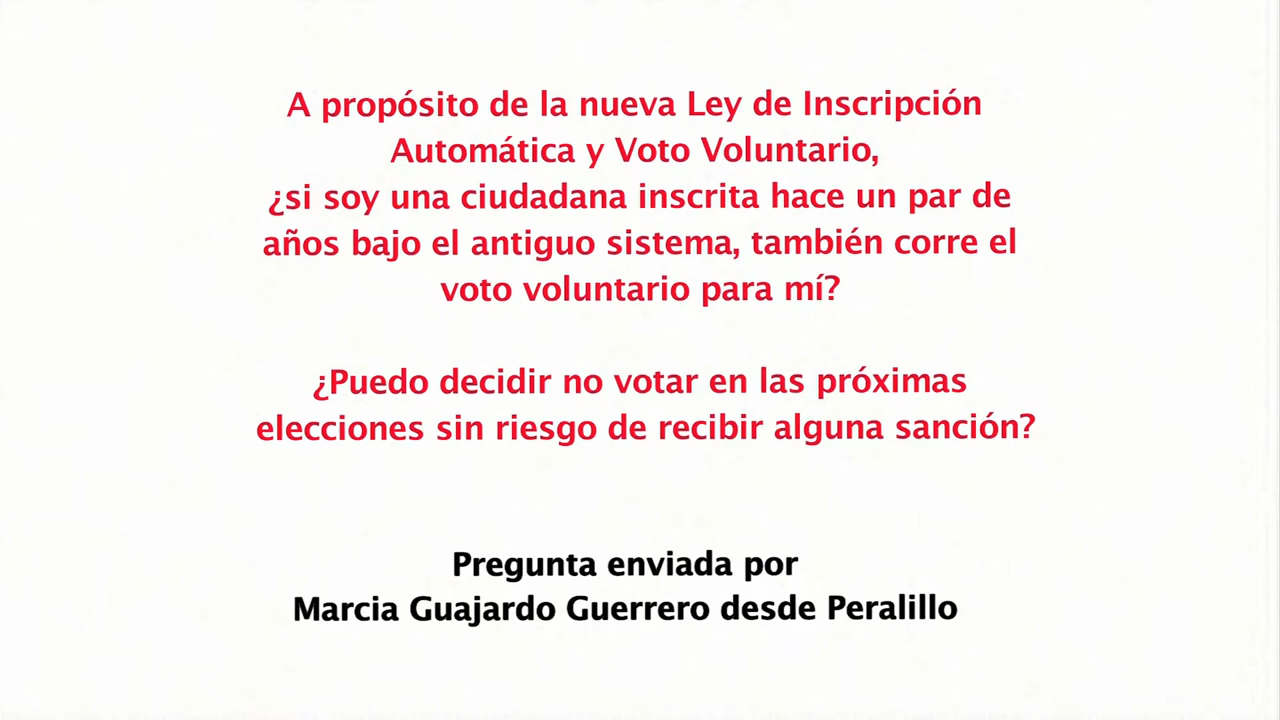 A propósito de la nueva Ley de Inscripción
Automática y Voto Voluntario,
¿si soy una ciudadana inscrita hace un par de
años bajo el antiguo sistema, también corre el
voto voluntario para mí?
¿Puedo decidir no votar en las próximas
elecciones sin riesgo de recibir alguna sanción?
Pregunta enviada por
Marcia Guajardo Guerrero desde Peralillo